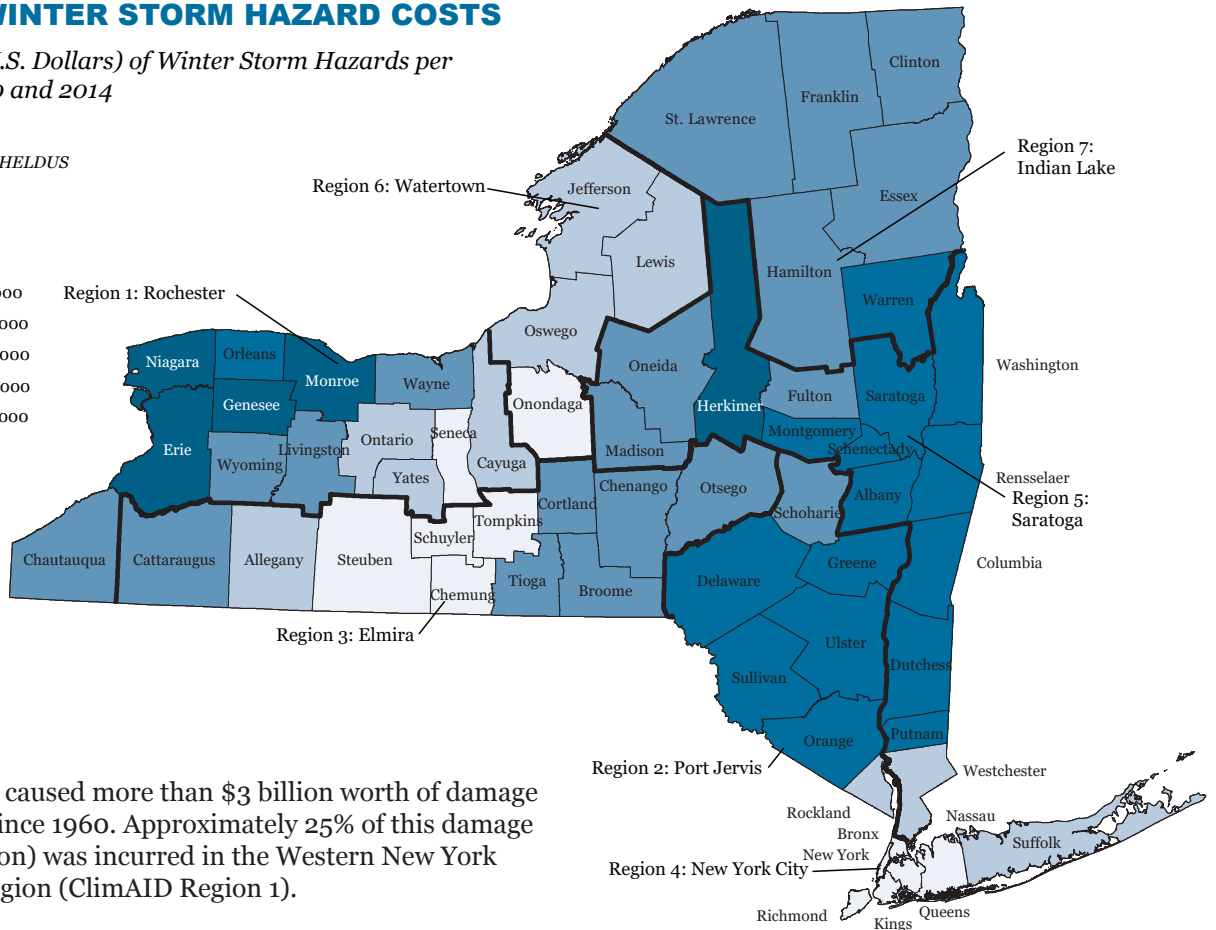 WINTER STORM HAZARD COSTS
.S. Dollars) of Winter Storm Hazards per
0 and 2014
HELDUS
000
000
000
000
000
Clinton
Franklin
St. Lawrence
Region 7:
Indian Lake
Essex
Region 6: Watertown
Jefferson
Lewis
Hamilton
Warren
Region 1: Rochester
Oswego
Washington
Niagara
Orleans
Monroe
Wayne
Oneida
Herkimer
Fulton
Saratoga
Genesee
Onondaga
Montgomery
Schenectady
Erie
Wyoming
Livingston
Ontario
Seneca
Yates
Cayuga
Madison
Rensselaer
Region 5:
Saratoga
Cortland
Chenango
Otsego
Schoharie
Albany
Chautauqua
Cattaraugus
Allegany
Steuben
Schuyler
Tompkins
Chemung
Tioga
Broome
Delaware
Greene
Columbia
Region 3: Elmira
Ulster
Sullivan
Dutchess
Orange
Putnam
Region 2: Port Jervis
Rockland
Westchester
Bronx
New York
Nassau
Suffolk
Region 4: New York City
Richmond
Kings
Queens
caused more than $3 billion worth of damage
ince 1960. Approximately 25% of this damage
on) was incurred in the Western New York
gion (ClimAID Region 1).